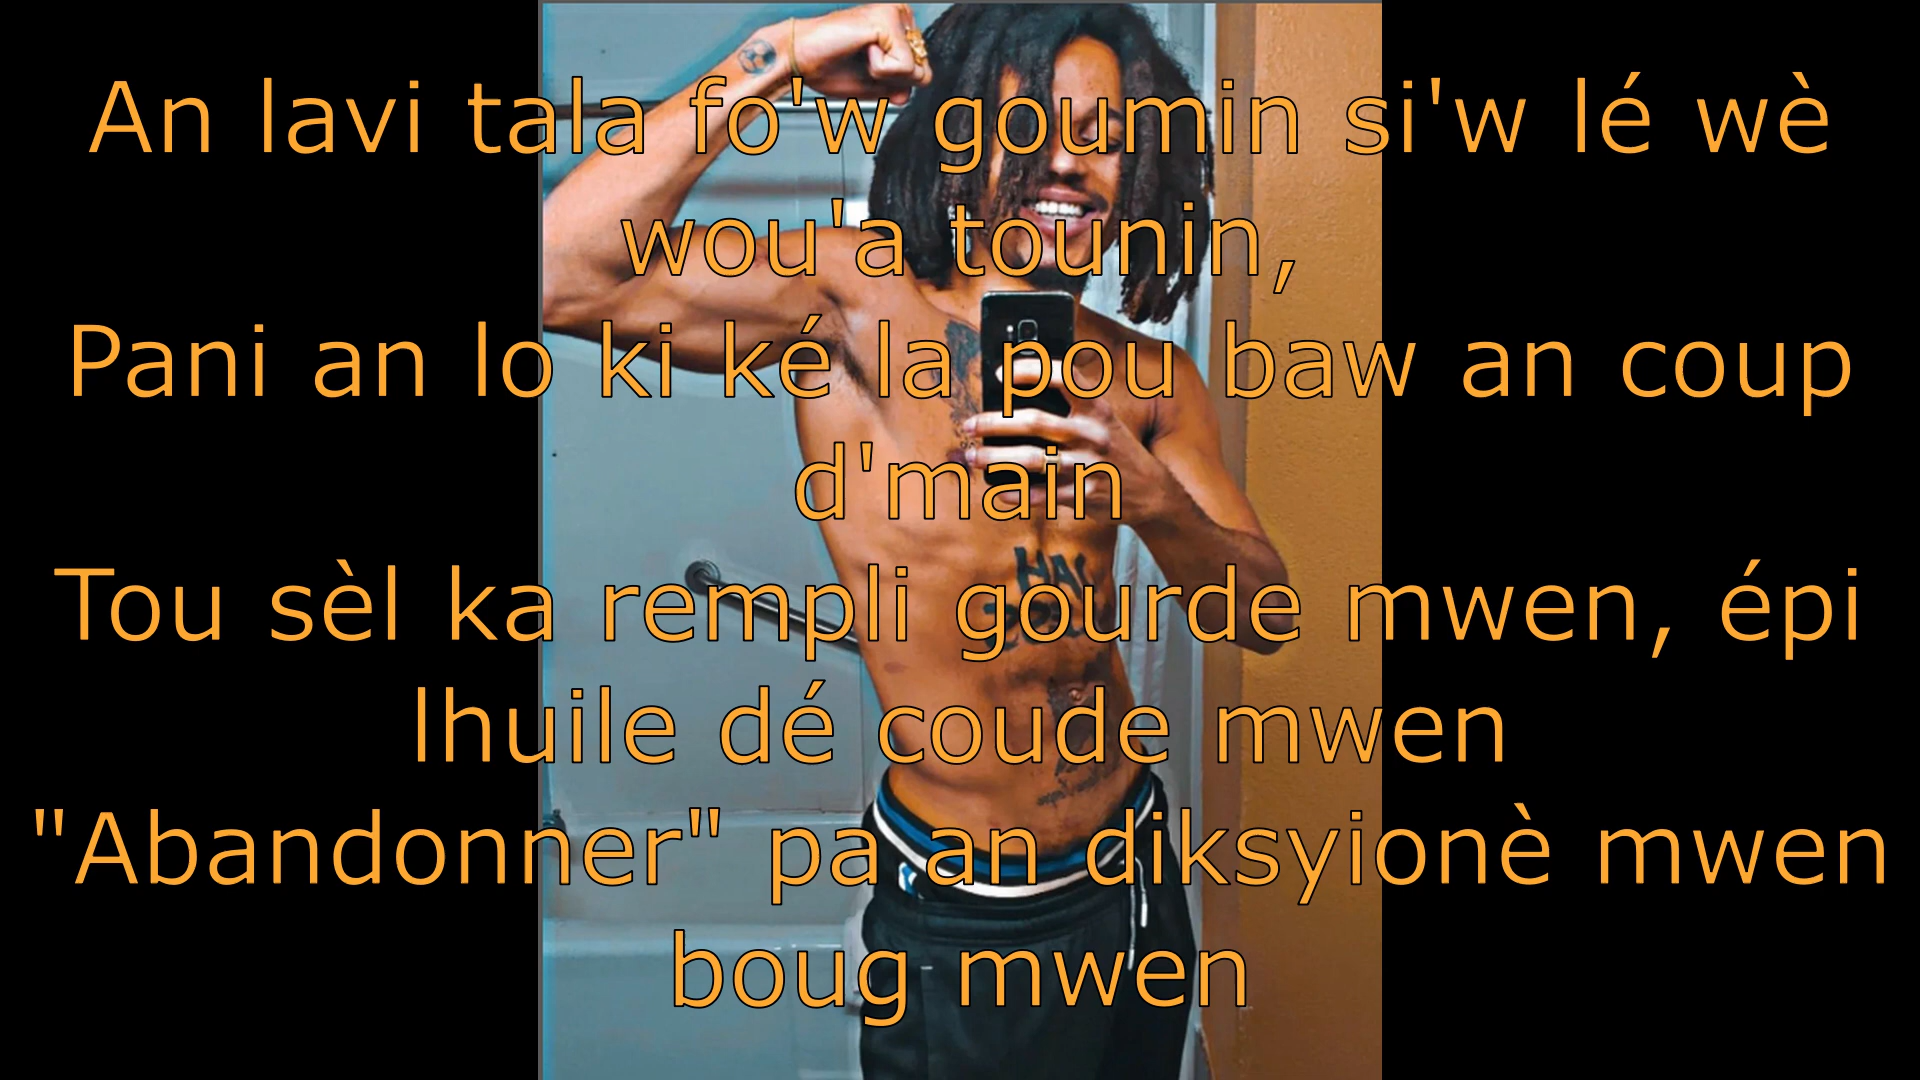 An lavi tala fo'w goumin si'w lé wè
wou'a tounin,
Pani an lo ki ké la pou baw an coup
d'main
Tou sèl ka rempli gourde mwen, épi
lhuile dé coude mwen
"Abandonner" pa an diksyionè mwen
boug mwen